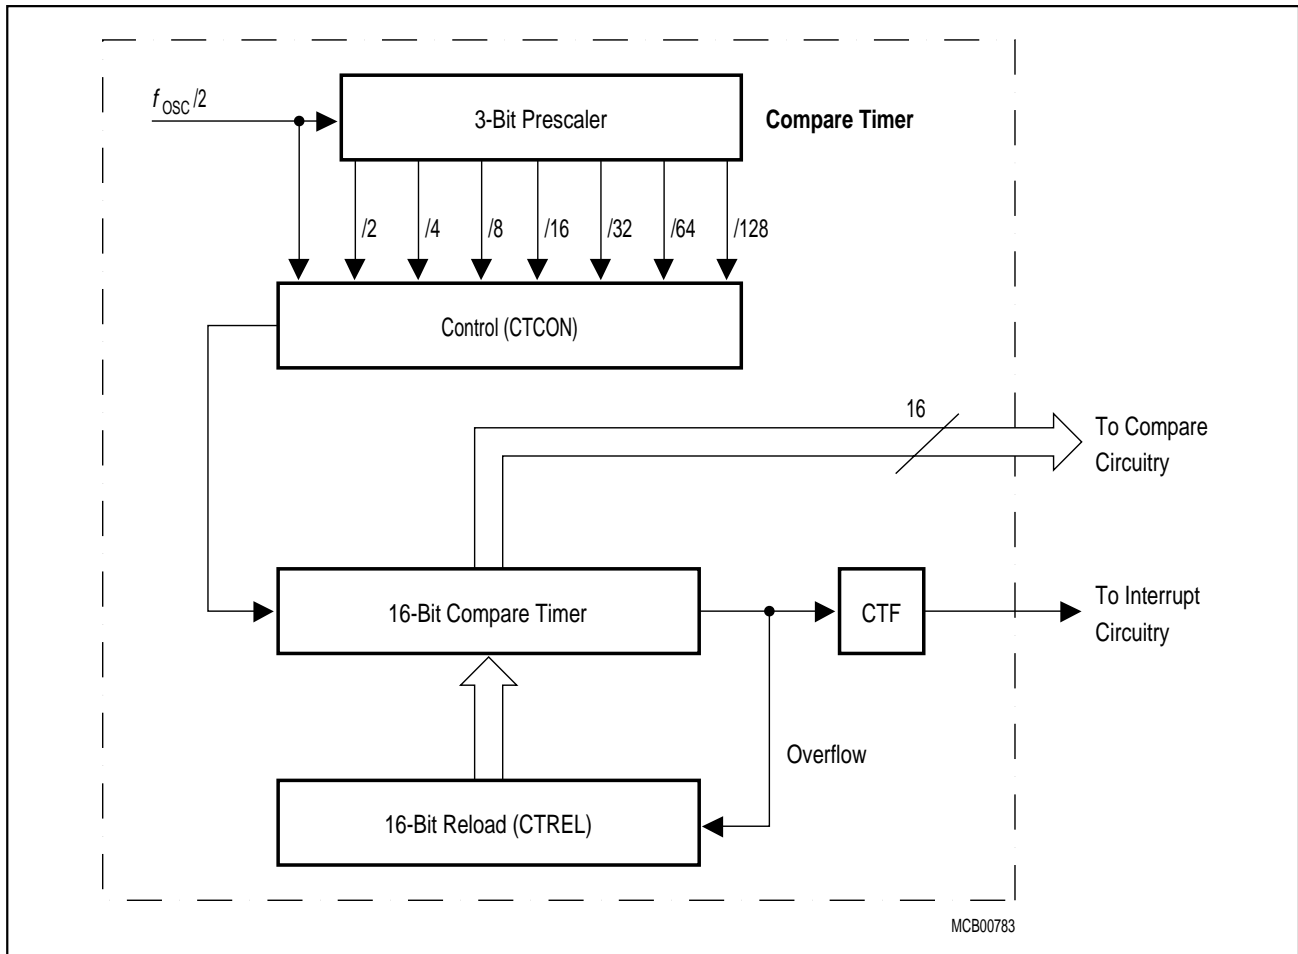 f OSC /2
3-Bit Prescaler
Compare Timer
/2
/4
/8
/16
/32
/64
/128
Control (CTCON)
16
To Compare
Circuitry
16-Bit Compare Timer
CTF
To Interrupt
Circuitry
Overflow
16-Bit Reload (CTREL)
MCB00783